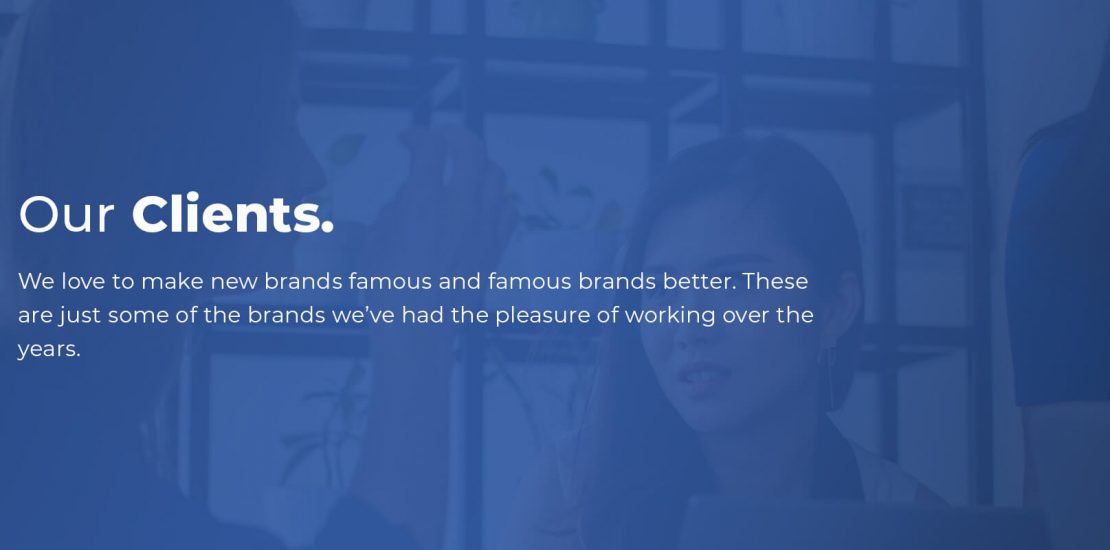 Our Clients.
We love to make new brands famous and famous brands better. These
are just some of the brands we’ve had the pleasure of working over the
years.